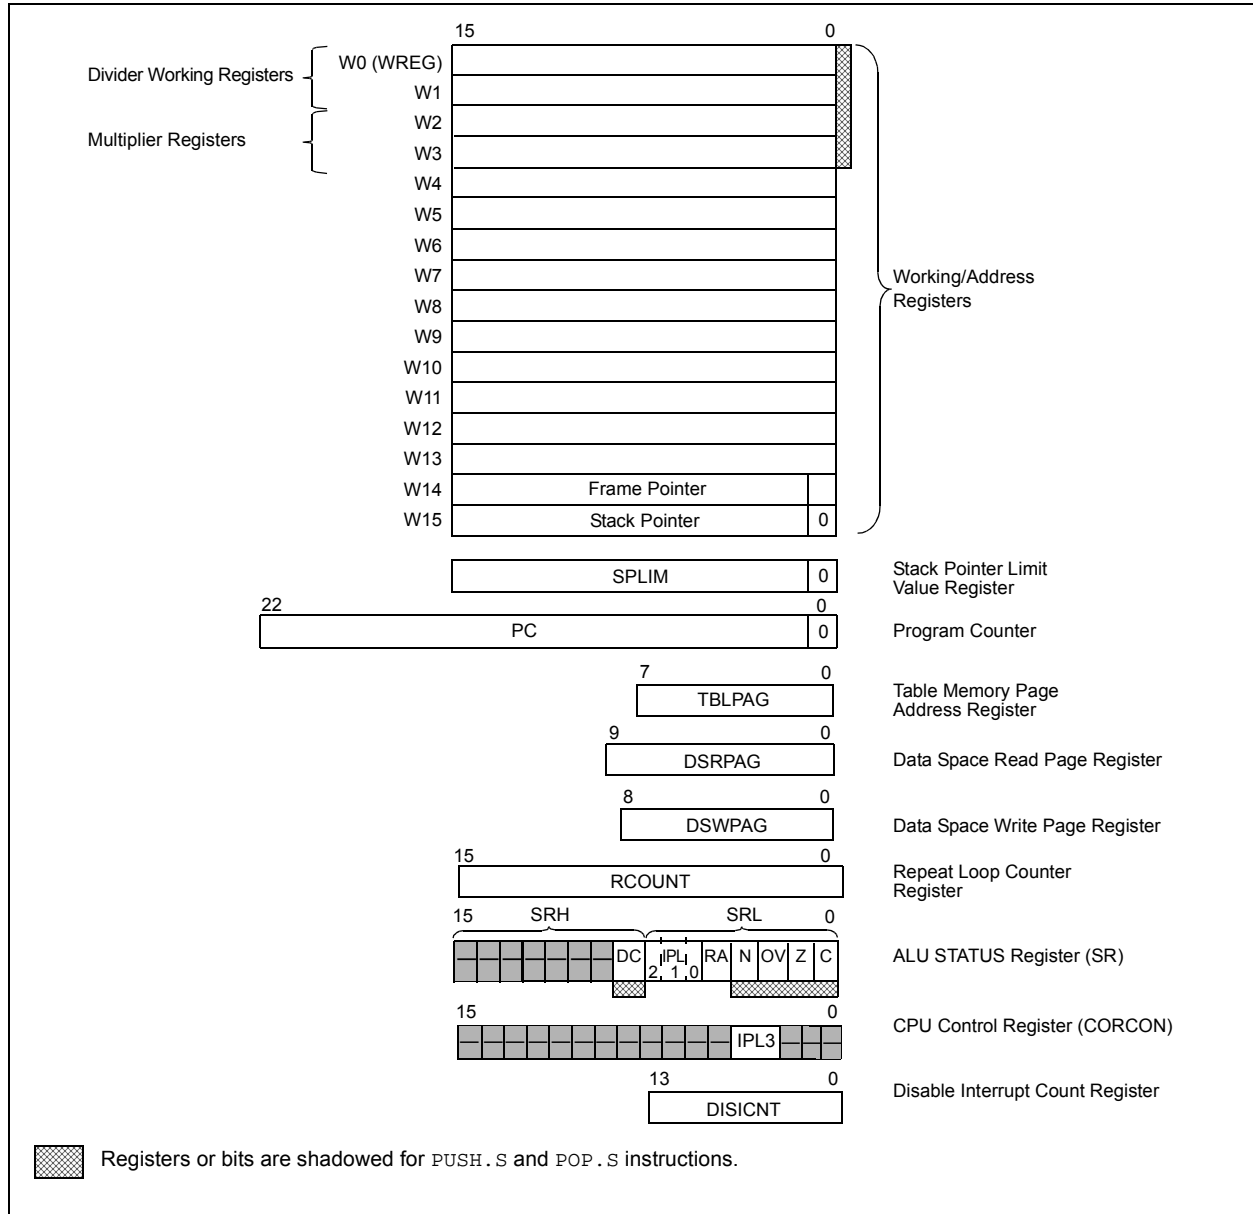 15 0
Divider Working Registers
W0 (WREG)
W1
Multiplier Registers
W2
W3
W4
W5
W6
W7
W8
W9
W10
W11
W12
W13
W14 Frame Pointer
W15 Stack Pointer 0
Working/Address
Registers
SPLIM 0
Stack Pointer Limit
Value Register
22 0
PC 0 Program Counter
7 0
TBLPAG
Table Memory Page
Address Register
9 0
DSRPAG Data Space Read Page Register
8 0
DSWPAG Data Space Write Page Register
15 0
RCOUNT
Repeat Loop Counter
Register
15 SRH SRL 0
— — — — — — — DC IPL RA N OV Z C ALU STATUS Register (SR)
2 1 0
15 0
— — — — — — — — — — — — IPL3 — — — CPU Control Register (CORCON)
13 0
DISICNT Disable Interrupt Count Register
Registers or bits are shadowed for PUSH.S and POP.S instructions.